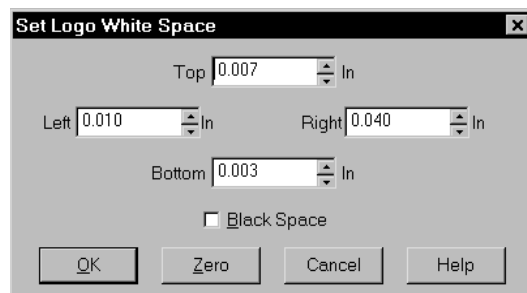 Set Logo White Space
Top 0.007 In
Left 0.010 In Right 0.040 In
Bottom 0.003 In
Black Space
OK Zero Cancel Help